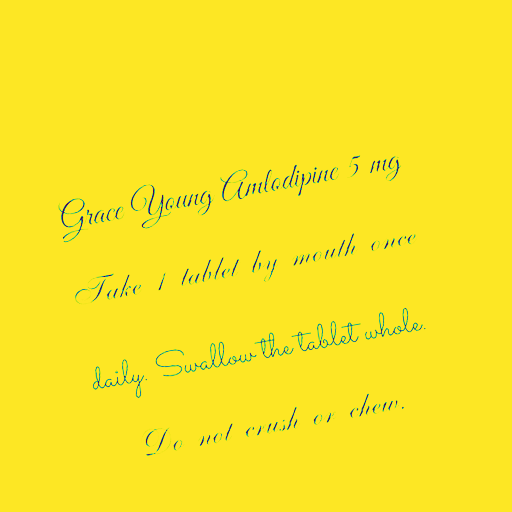 Grace Young Amlodipine 5 mg
Take 1 tablet by mouth once
daily. Swallow the tablet whole.
Do not crush or chew.